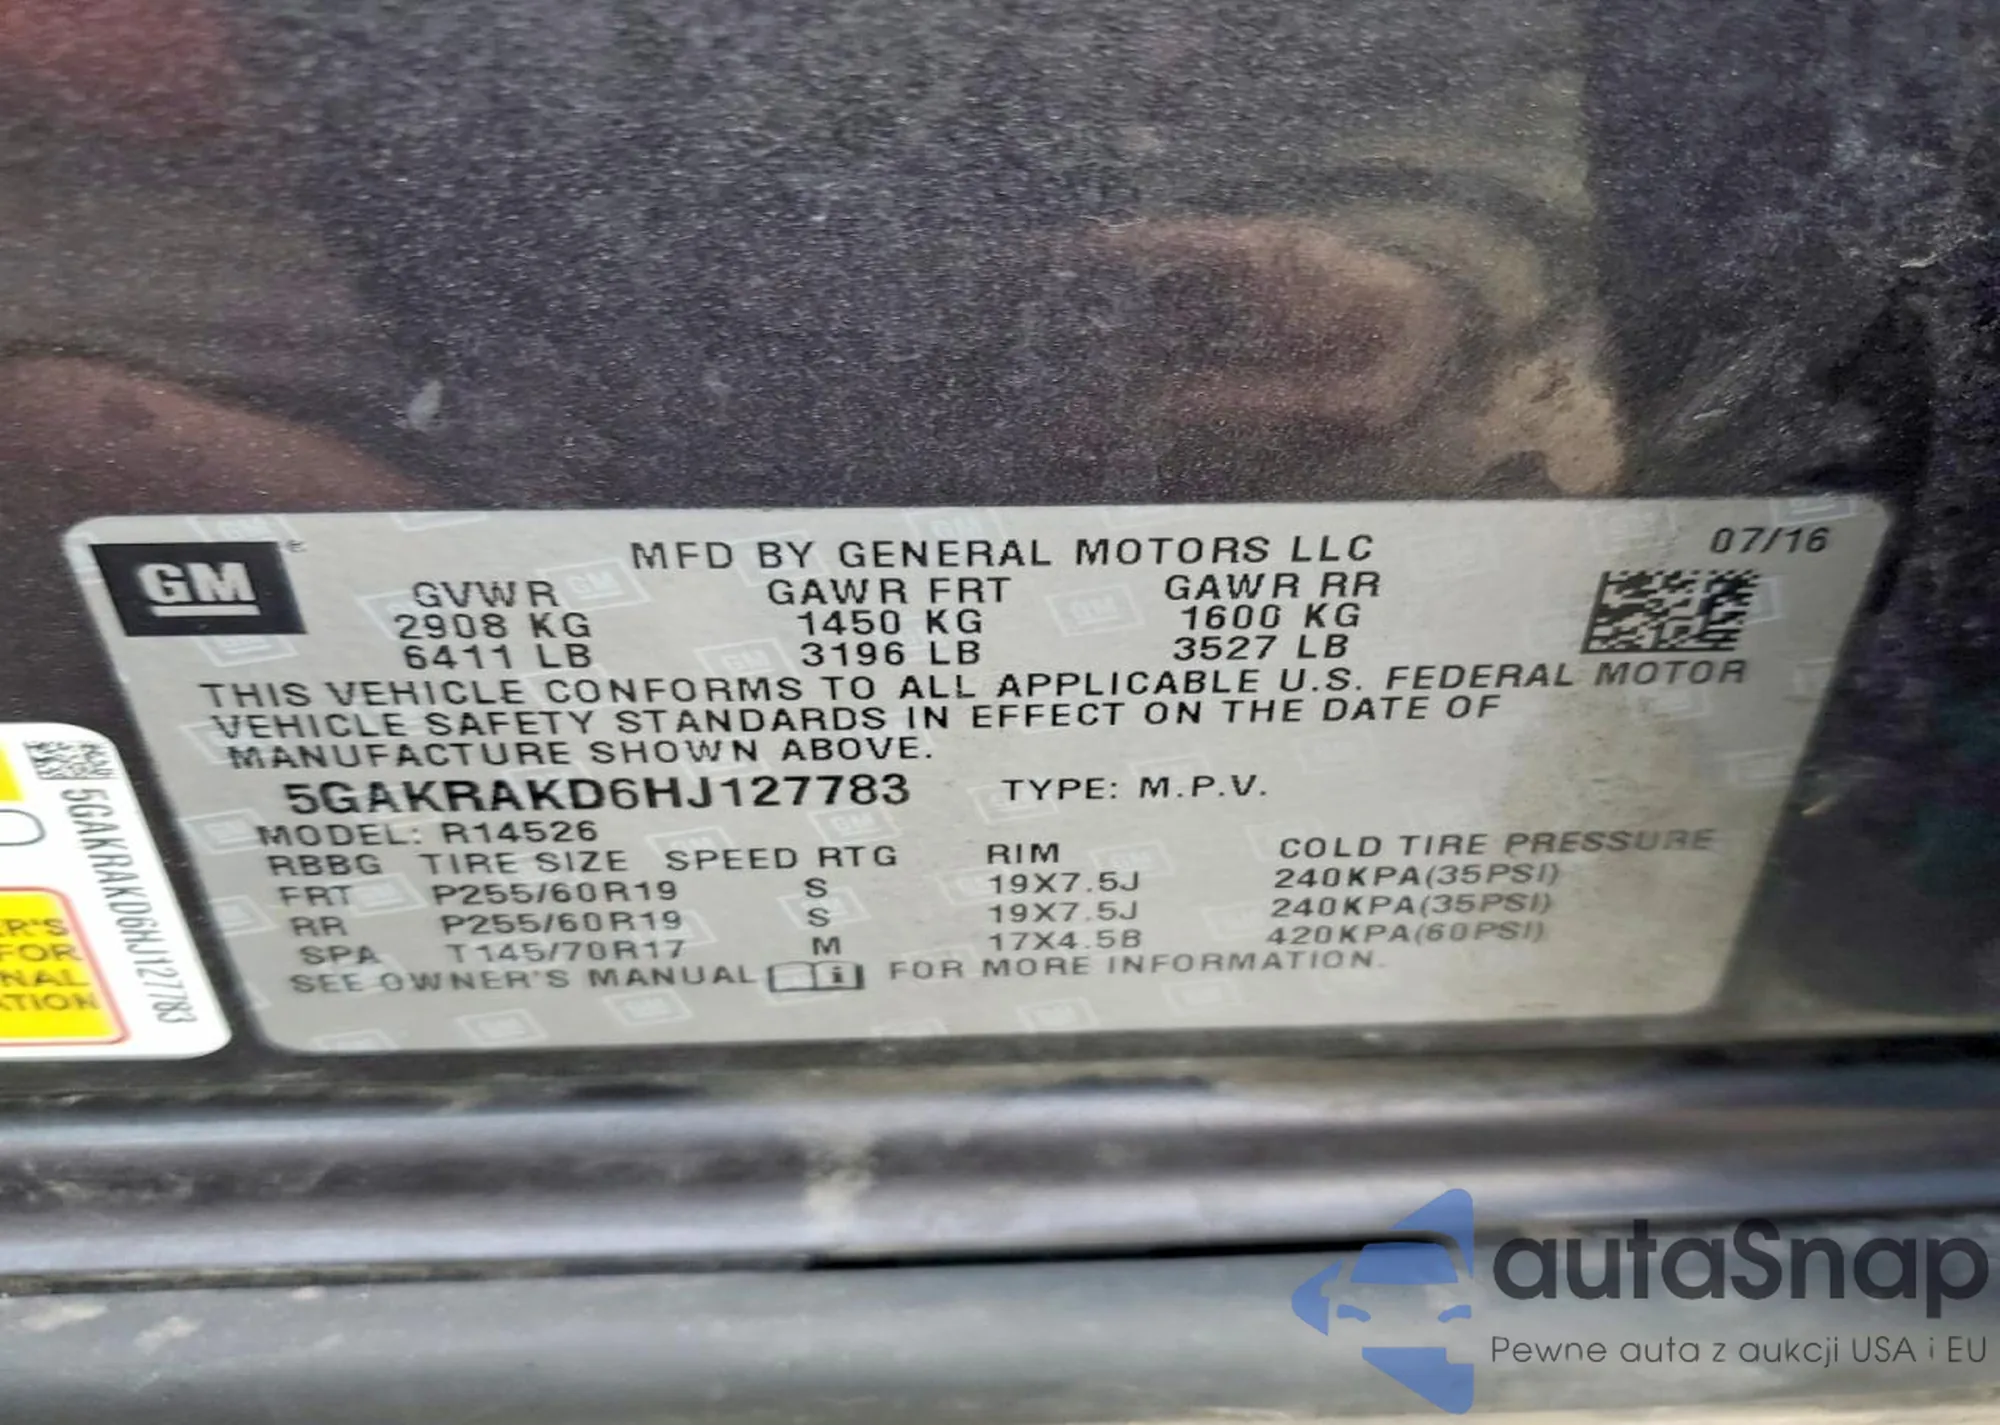 GM
MFD BY GENERAL MOTORS LLC
07/16
GVWR GAWR FRT GAWR RR
2908 KG 1450 KG 1600 KG
6411 LB 3196 LB 3527 LB
THIS VEHICLE CONFORMS TO ALL APPLICABLE U.S. FEDERAL MOTOR
VEHICLE SAFETY STANDARDS IN EFFECT ON THE DATE OF
MANUFACTURE SHOWN ABOVE.
5GAKRAKD6HJ127783 TYPE: M.P.V.
MODEL: R14526
RBBG TIRE SIZE SPEED RTG RIM COLD TIRE PRESSURE
FRT P255/60R19 S 19X7.5J 240KPA(35PSI)
RR P255/60R19 S 19X7.5J 240KPA(35PSI)
SPA T145/70R17 M 17X4.5B 420KPA(60PSI)
SEE OWNER'S MANUAL FOR MORE INFORMATION.
5GAKRAKD6HJ127783
ER'S
FOR
NAL
ATION
autaSnap
Pewne auta z aukcji USA i EU